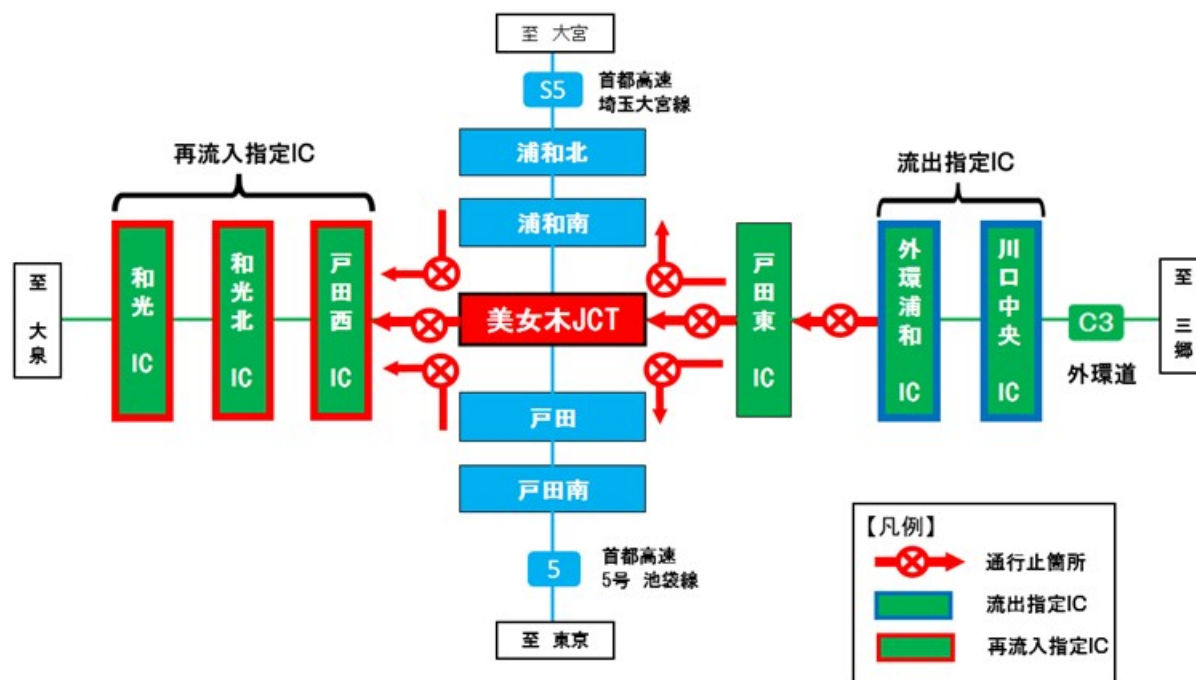 至 大宮
S5
首都高速
埼玉大宮線
再流入指定IC
浦和北
流出指定IC
浦和南
至 大泉
和光 IC
和光北 IC
戸田西 IC
美女木JCT
戸田東 IC
外環浦和 IC
川口中央 IC
C3
外環道
至 三郷
戸田
戸田南
5
首都高速
5号 池袋線
至 東京
【凡例】
通行止箇所
流出指定IC
再流入指定IC